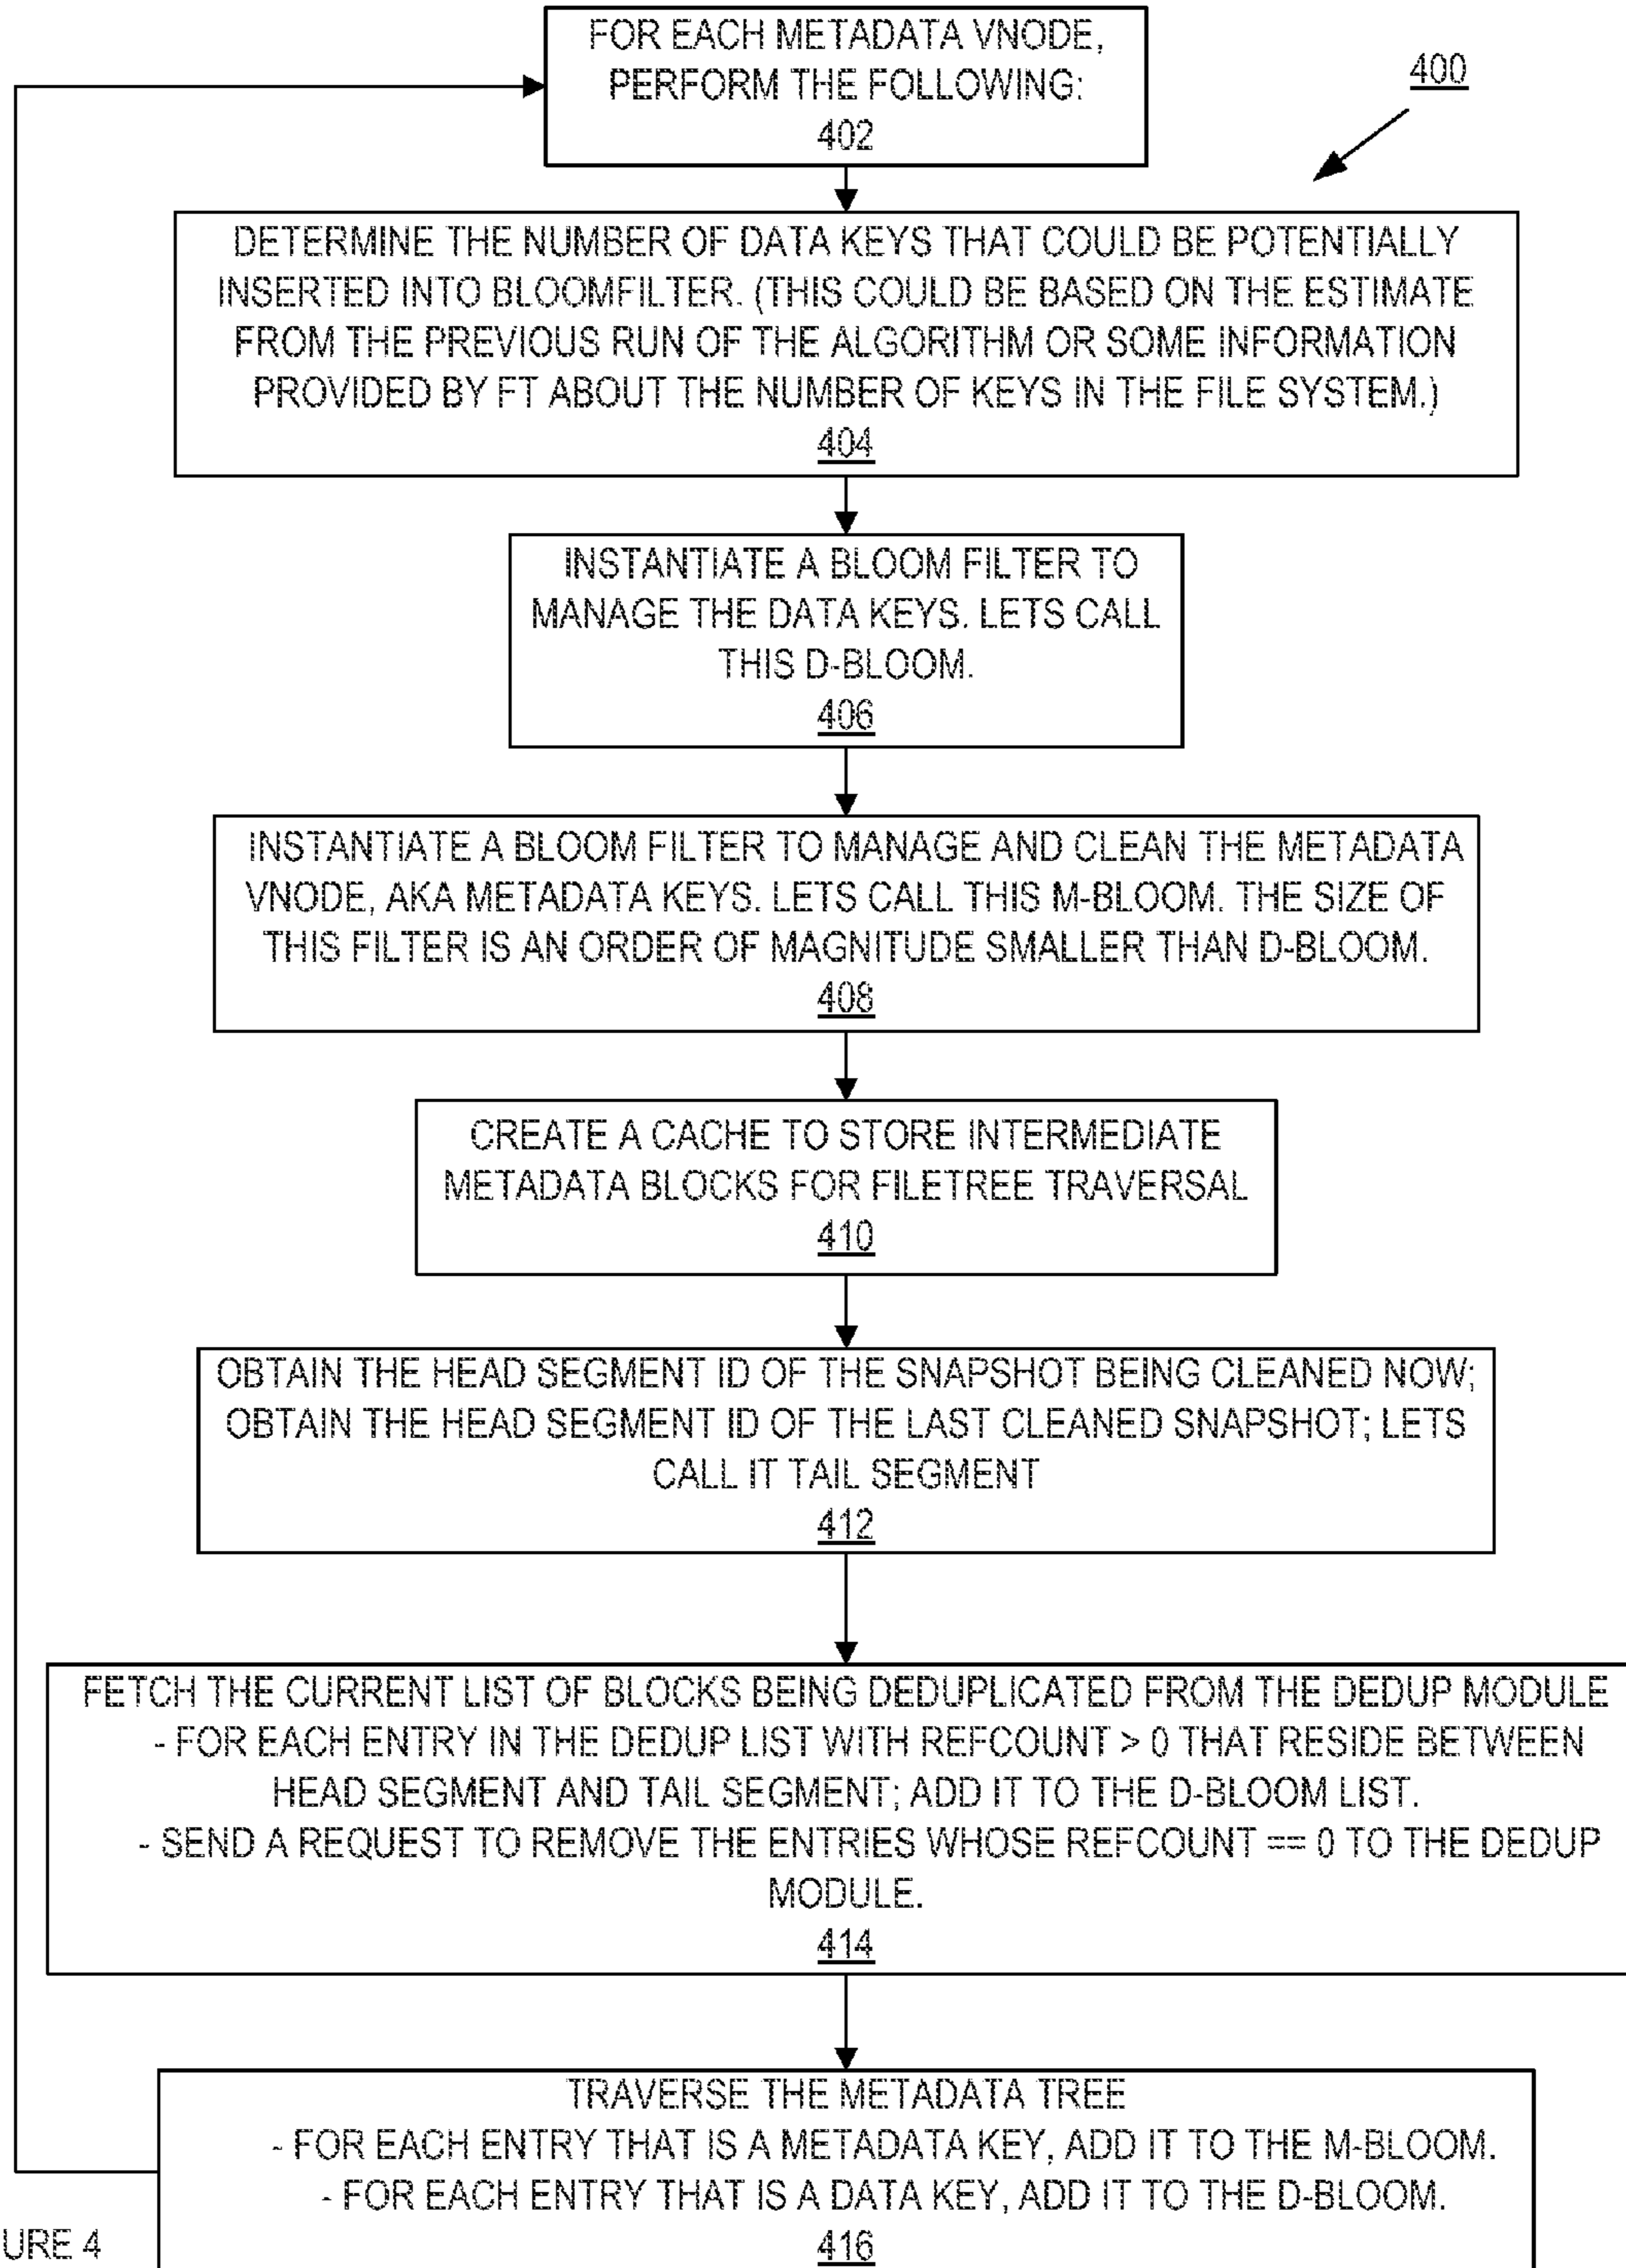 FOR EACH METADATA VNODE,
PERFORM THE FOLLOWING:
402
400
DETERMINE THE NUMBER OF DATA KEYS THAT COULD BE POTENTIALLY
INSERTED INTO BLOOMFILTER. (THIS COULD BE BASED ON THE ESTIMATE
FROM THE PREVIOUS RUN OF THE ALGORITHM OR SOME INFORMATION
PROVIDED BY FT ABOUT THE NUMBER OF KEYS IN THE FILE SYSTEM.)
404
INSTANTIATE A BLOOM FILTER TO
MANAGE THE DATA KEYS. LETS CALL
THIS D-BLOOM.
406
INSTANTIATE A BLOOM FILTER TO MANAGE AND CLEAN THE METADATA
VNODE, AKA METADATA KEYS. LETS CALL THIS M-BLOOM. THE SIZE OF
THIS FILTER IS AN ORDER OF MAGNITUDE SMALLER THAN D-BLOOM.
408
CREATE A CACHE TO STORE INTERMEDIATE
METADATA BLOCKS FOR FILETREE TRAVERSAL
410
OBTAIN THE HEAD SEGMENT ID OF THE SNAPSHOT BEING CLEANED NOW;
OBTAIN THE HEAD SEGMENT ID OF THE LAST CLEANED SNAPSHOT; LETS
CALL IT TAIL SEGMENT
412
FETCH THE CURRENT LIST OF BLOCKS BEING DEDUPLICATED FROM THE DEDUP MODULE
- FOR EACH ENTRY IN THE DEDUP LIST WITH REFCOUNT > 0 THAT RESIDE BETWEEN
HEAD SEGMENT AND TAIL SEGMENT; ADD IT TO THE D-BLOOM LIST.
- SEND A REQUEST TO REMOVE THE ENTRIES WHOSE REFCOUNT == 0 TO THE DEDUP
MODULE.
414
TRAVERSE THE METADATA TREE
- FOR EACH ENTRY THAT IS A METADATA KEY, ADD IT TO THE M-BLOOM.
- FOR EACH ENTRY THAT IS A DATA KEY, ADD IT TO THE D-BLOOM.
416
URE 4